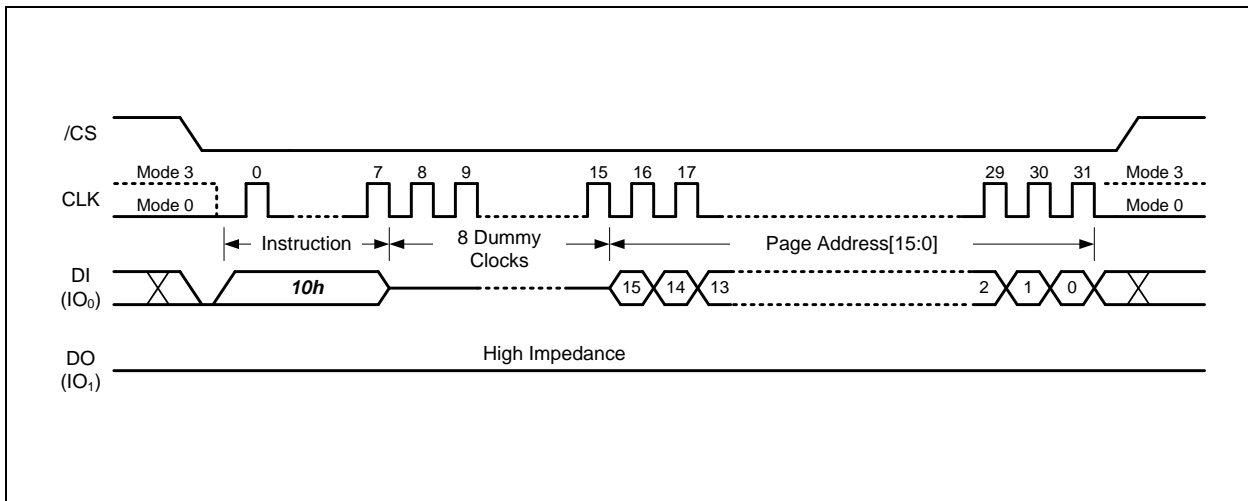 /CS
Mode 3 0 7 8 9 15 16 17 29 30 31 Mode 3
CLK
Mode 0 Mode 0
Instruction 8 Dummy Clocks Page Address[15:0]
DI
(IO₀)
10h 15 14 13 2 1 0
High Impedance
DO
(IO₁)